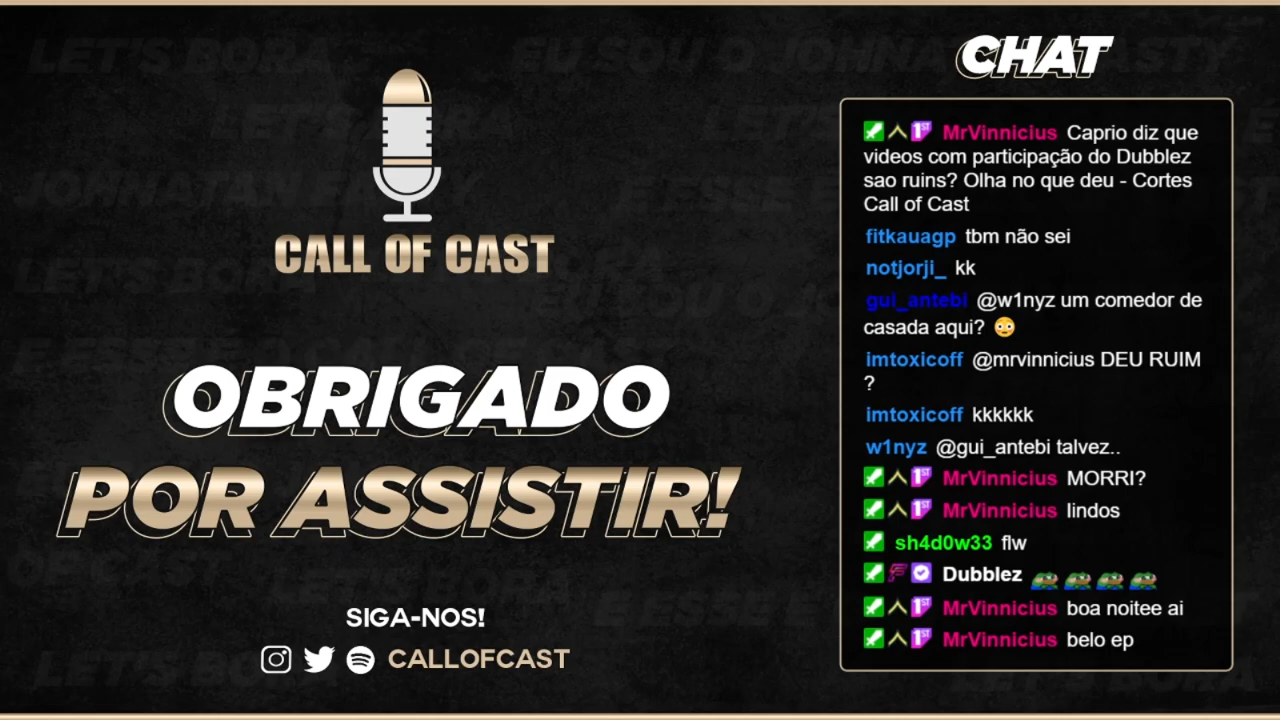 CALL OF CAST
OBRIGADO
POR ASSISTIR!
SIGA-NOS!
CALLOFCAST
CHAT
MrVinnicius Caprio diz que
videos com participação do Dubblez
sao ruins? Olha no que deu - Cortes
Call of Cast
fitkauagp tbm não sei
notjorji_ kk
gui_antebi @w1nyz um comedor de
casada aqui? 😳
imtoxicoff @mrvinnicius DEU RUIM
?
imtoxicoff kkkkkk
w1nyz @gui_antebi talvez..
MrVinnicius MORRI?
MrVinnicius lindos
sh4d0w33 flw
Dubblez
MrVinnicius boa noitee ai
MrVinnicius belo ep